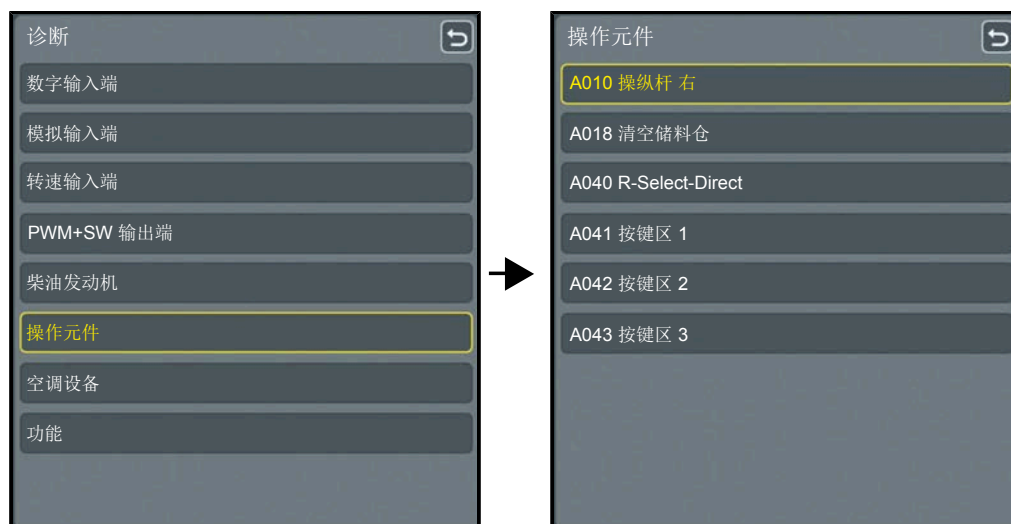 诊断
数字输入端
模拟输入端
转速输入端
PWM+SW 输出端
柴油发动机
操作元件
空调设备
功能
操作元件
A010 操纵杆 右
A018 清空储料仓
A040 R-Select-Direct
A041 按键区 1
A042 按键区 2
A043 按键区 3